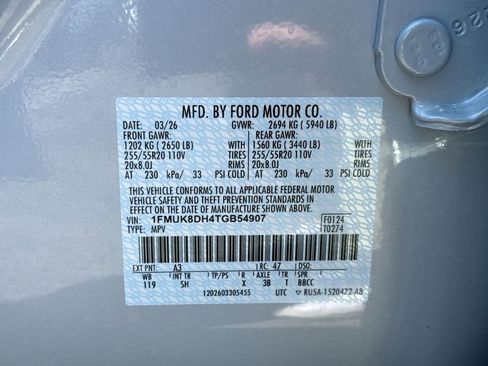 MFD. BY FORD MOTOR CO.
DATE: 03/26 GVWR: 2694 KG ( 5940 LB)
FRONT GAWR: REAR GAWR:
1202 KG ( 2650 LB) WITH 1560 KG ( 3440 LB) WITH
255/55R20 110V TIRES 255/55R20 110V TIRES
20x8.0J RIMS 20x8.0J RIMS
AT 230 kPa/ 33 PSI COLD AT 230 kPa/ 33 PSI COLD
THIS VEHICLE CONFORMS TO ALL APPLICABLE FEDERAL MOTOR
VEHICLE SAFETY AND BUMPER AND THEFT PREVENTION STANDARDS IN
EFFECT ON THE DATE OF MANUFACTURE SHOWN ABOVE.
VIN: 1FMUK8DH4TGB54907 F0124
TYPE: MPV T0274
EXT PNT: A3 RC: 47 DSO:
WB BRK INT TR TP/PS R AXLE TR SPR
119 SH X 3B T BBCC
1202603305455 UTC RU5A-1520472-AB